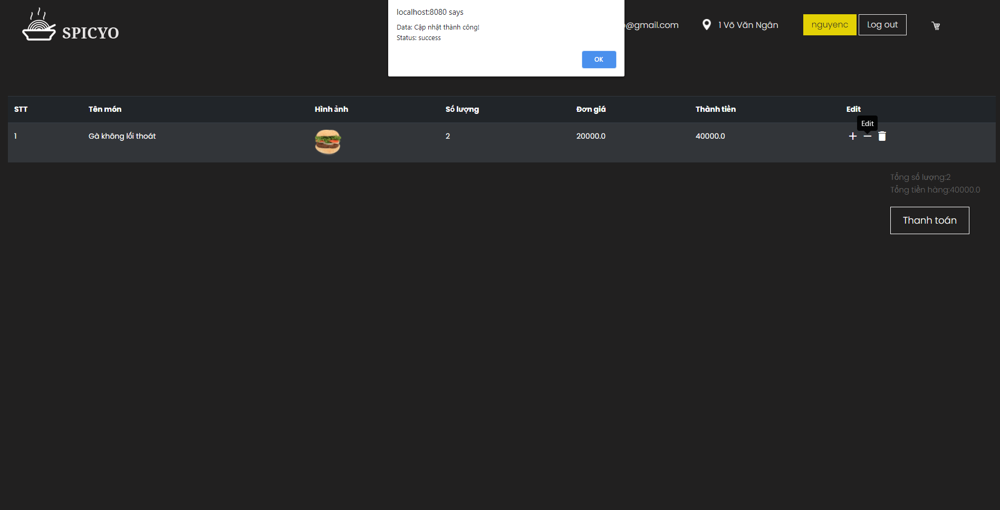 SPICYO
localhost:8080 says
Data: Cập nhật thành công!
Status: success
OK
@gmail.com
1 Võ Văn Ngân
nguyenc
Log out
STT Tên món Hình ảnh Số lượng Đơn giá Thành tiền Edit
Edit
1 Gà không lối thoát 2 20000.0 40000.0
Tổng số lượng:2
Tổng tiền hàng:40000.0
Thanh toán